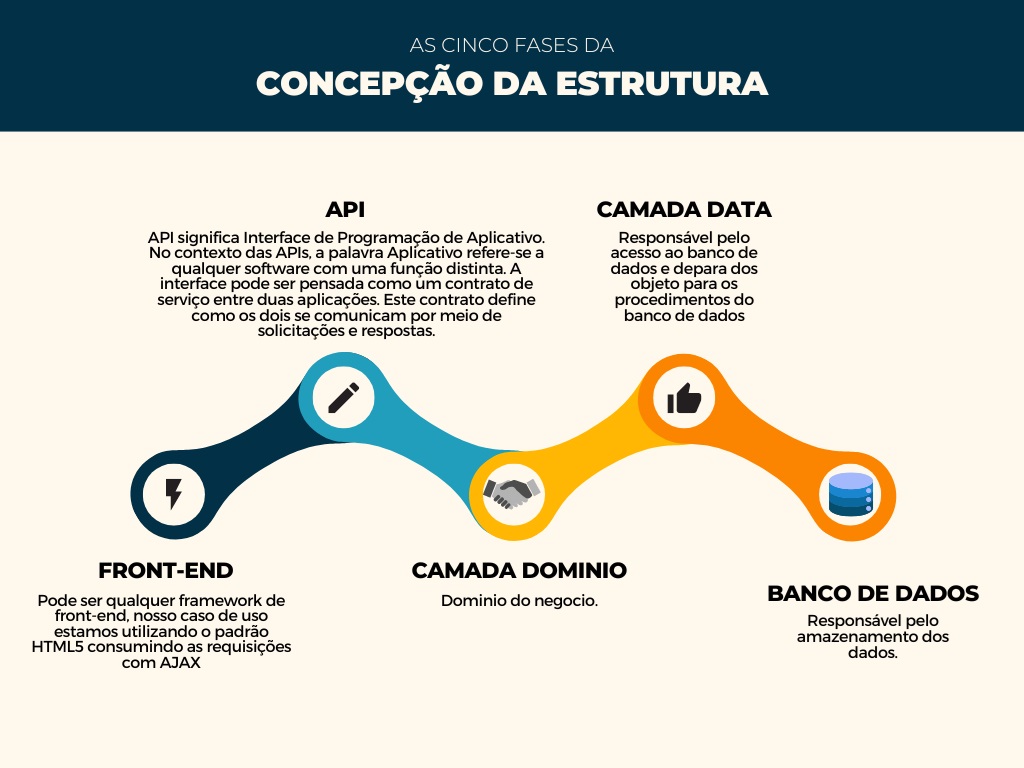 AS CINCO FASES DA
CONCEPÇÃO DA ESTRUTURA
API
API significa Interface de Programação de Aplicativo.
No contexto das APIs, a palavra Aplicativo refere-se a
qualquer software com uma função distinta. A
interface pode ser pensada como um contrato de
serviço entre duas aplicações. Este contrato define
como os dois se comunicam por meio de
solicitações e respostas.
CAMADA DATA
Responsável pelo
acesso ao banco de
dados e depara dos
objeto para os
procedimentos do
banco de dados
FRONT-END
Pode ser qualquer framework de
front-end, nosso caso de uso
estamos utilizando o padrão
HTML5 consumindo as requisições
com AJAX
CAMADA DOMINIO
Dominio do negocio.
BANCO DE DADOS
Responsável pelo
amazenamento dos
dados.